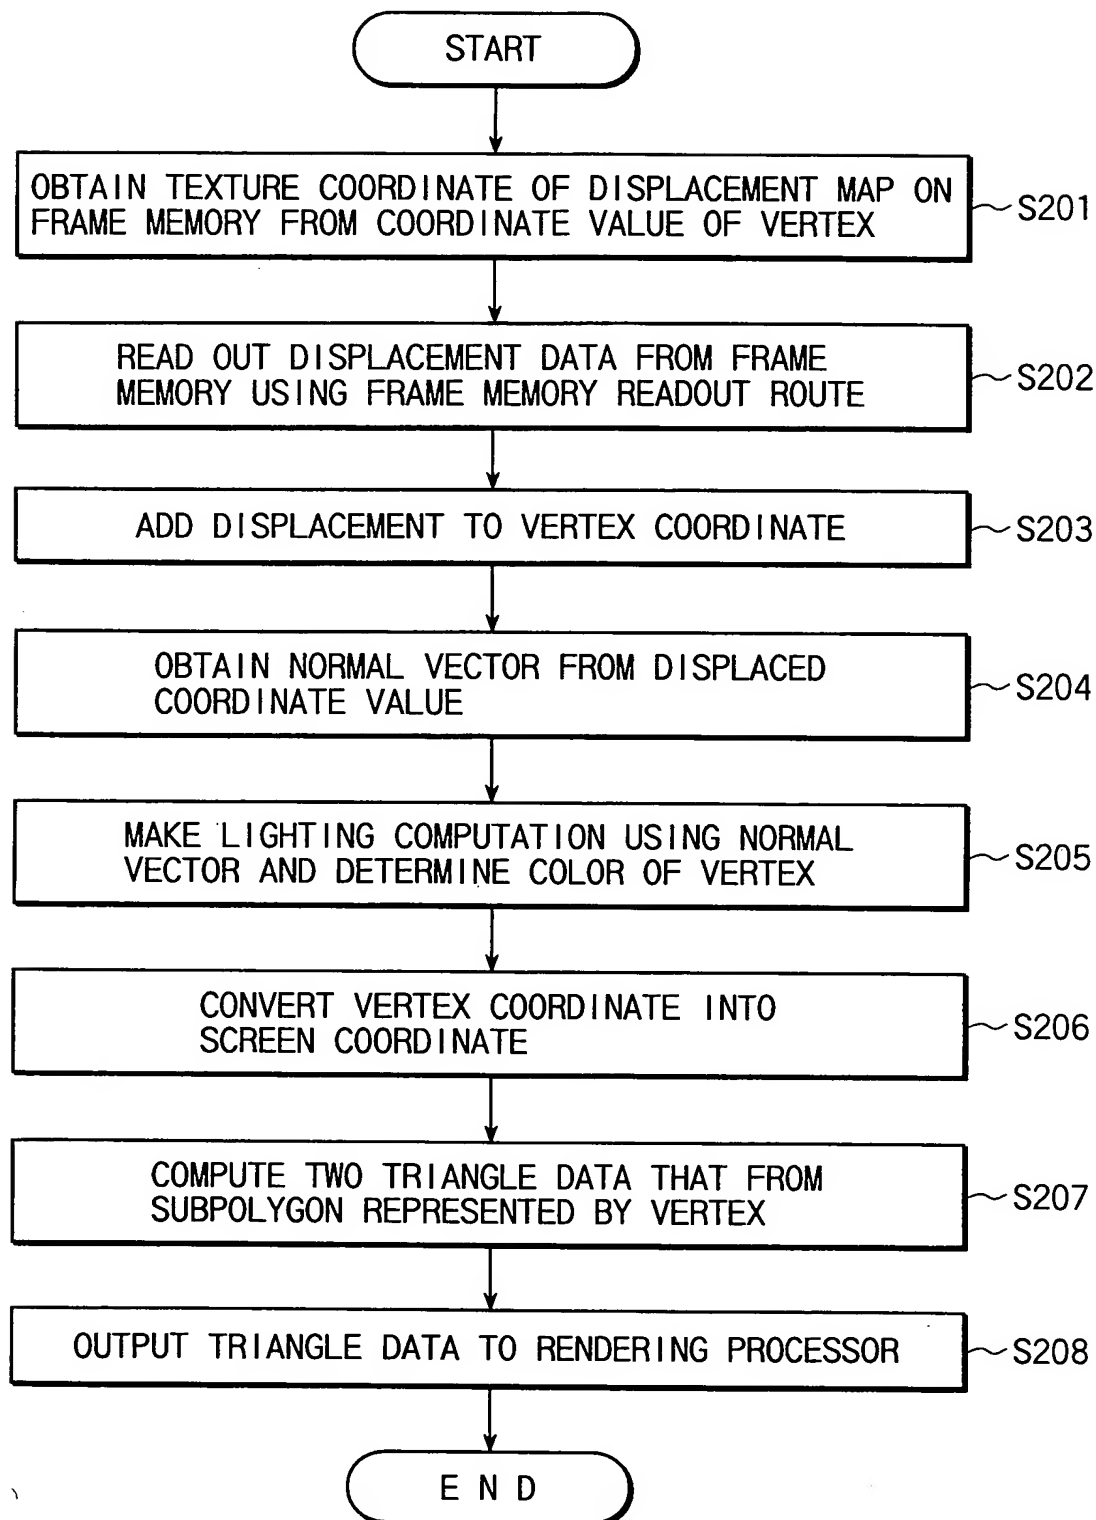 START
OBTAIN TEXTURE COORDINATE OF DISPLACEMENT MAP ON
FRAME MEMORY FROM COORDINATE VALUE OF VERTEX
S201
READ OUT DISPLACEMENT DATA FROM FRAME
MEMORY USING FRAME MEMORY READOUT ROUTE
S202
ADD DISPLACEMENT TO VERTEX COORDINATE
S203
OBTAIN NORMAL VECTOR FROM DISPLACED
COORDINATE VALUE
S204
MAKE LIGHTING COMPUTATION USING NORMAL
VECTOR AND DETERMINE COLOR OF VERTEX
S205
CONVERT VERTEX COORDINATE INTO
SCREEN COORDINATE
S206
COMPUTE TWO TRIANGLE DATA THAT FROM
SUBPOLYGON REPRESENTED BY VERTEX
S207
OUTPUT TRIANGLE DATA TO RENDERING PROCESSOR
S208
END